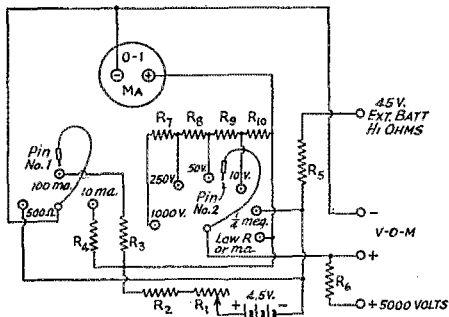 0-1
− +
MA
R7 R8 R9 R10
45 V.
EXT. BATT
HI OHMS
Pin
No. 1
100 ma.
10 ma.
500Ω
250V.
50V.
10V.
Pin
No. 2
1000 V.
1/4 meg.
Low R
or ma.
R5
−
V-O-M
+
R4
R3
R6
R2
R1
+ 4.5V. −
+ 5000 VOLTS